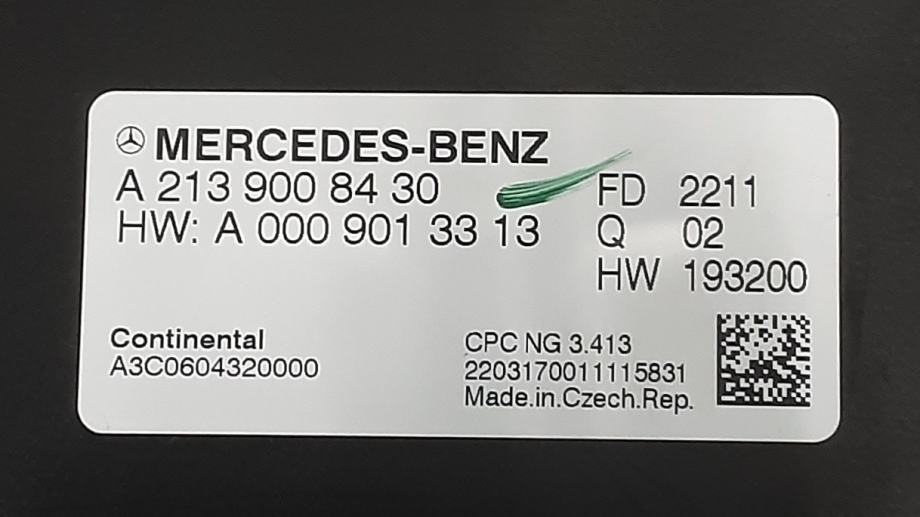 MERCEDES-BENZ
A 213 900 84 30
HW: A 000 901 33 13
FD 2211
Q 02
HW 193200
Continental
A3C0604320000
CPC NG 3.413
2203170011115831
Made.in.Czech.Rep.